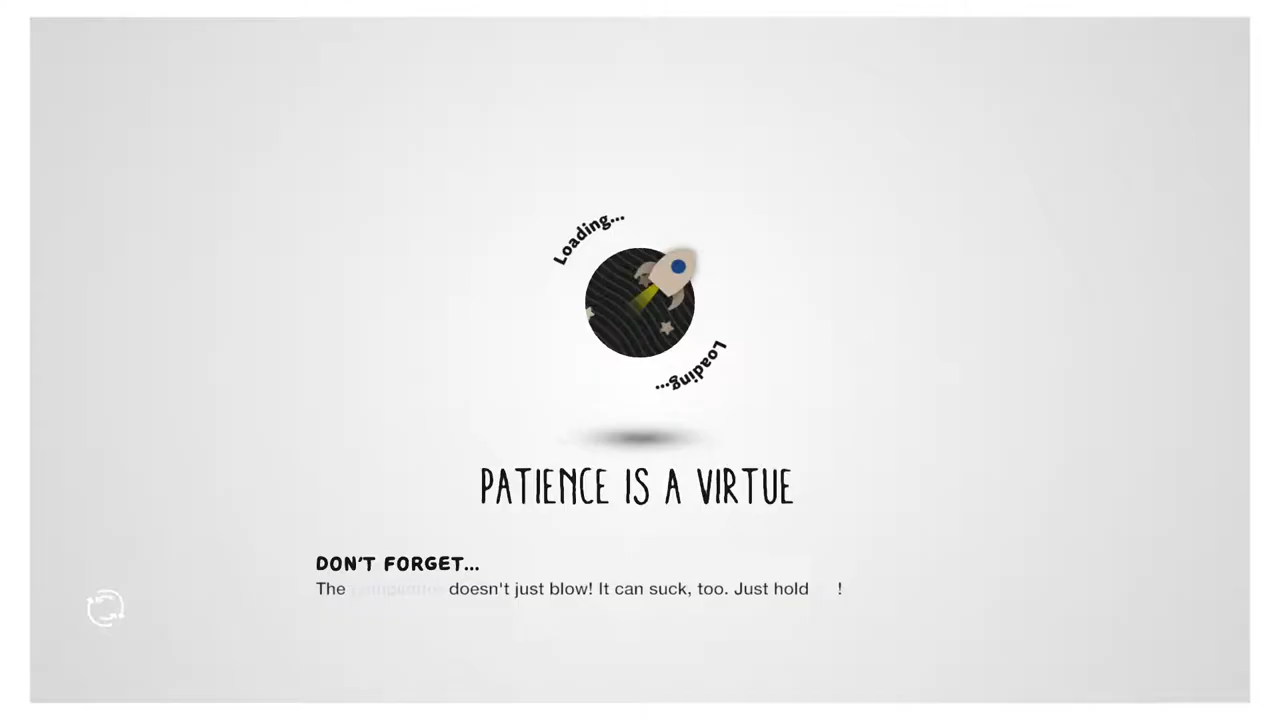 Loading...
Loading...
PATIENCE IS A VIRTUE
DON'T FORGET...
The doesn't just blow! It can suck, too. Just hold !